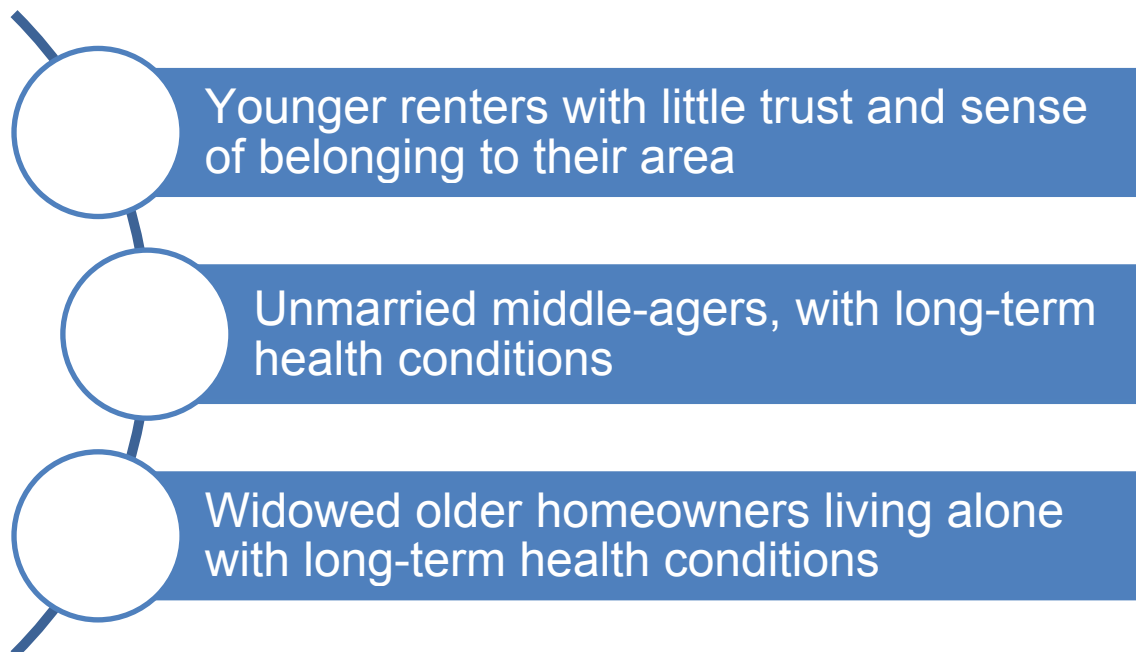 Younger renters with little trust and sense
of belonging to their area
Unmarried middle-agers, with long-term
health conditions
Widowed older homeowners living alone
with long-term health conditions